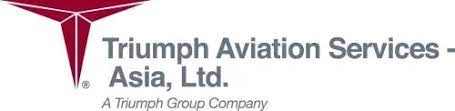 Triumph Aviation Services -
Asia, Ltd.
®
A Triumph Group Company